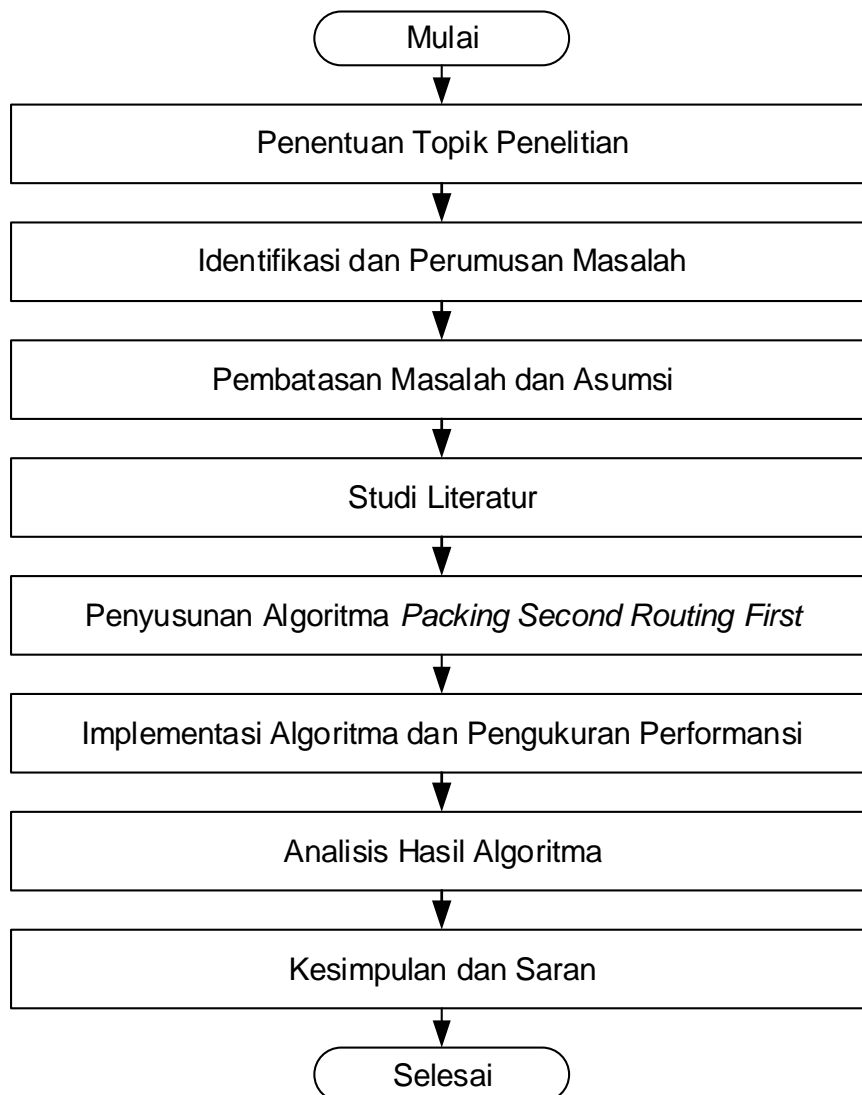 Mulai
Penentuan Topik Penelitian
Identifikasi dan Perumusan Masalah
Pembatasan Masalah dan Asumsi
Studi Literatur
Penyusunan Algoritma Packing Second Routing First
Implementasi Algoritma dan Pengukuran Performansi
Analisis Hasil Algoritma
Kesimpulan dan Saran
Selesai